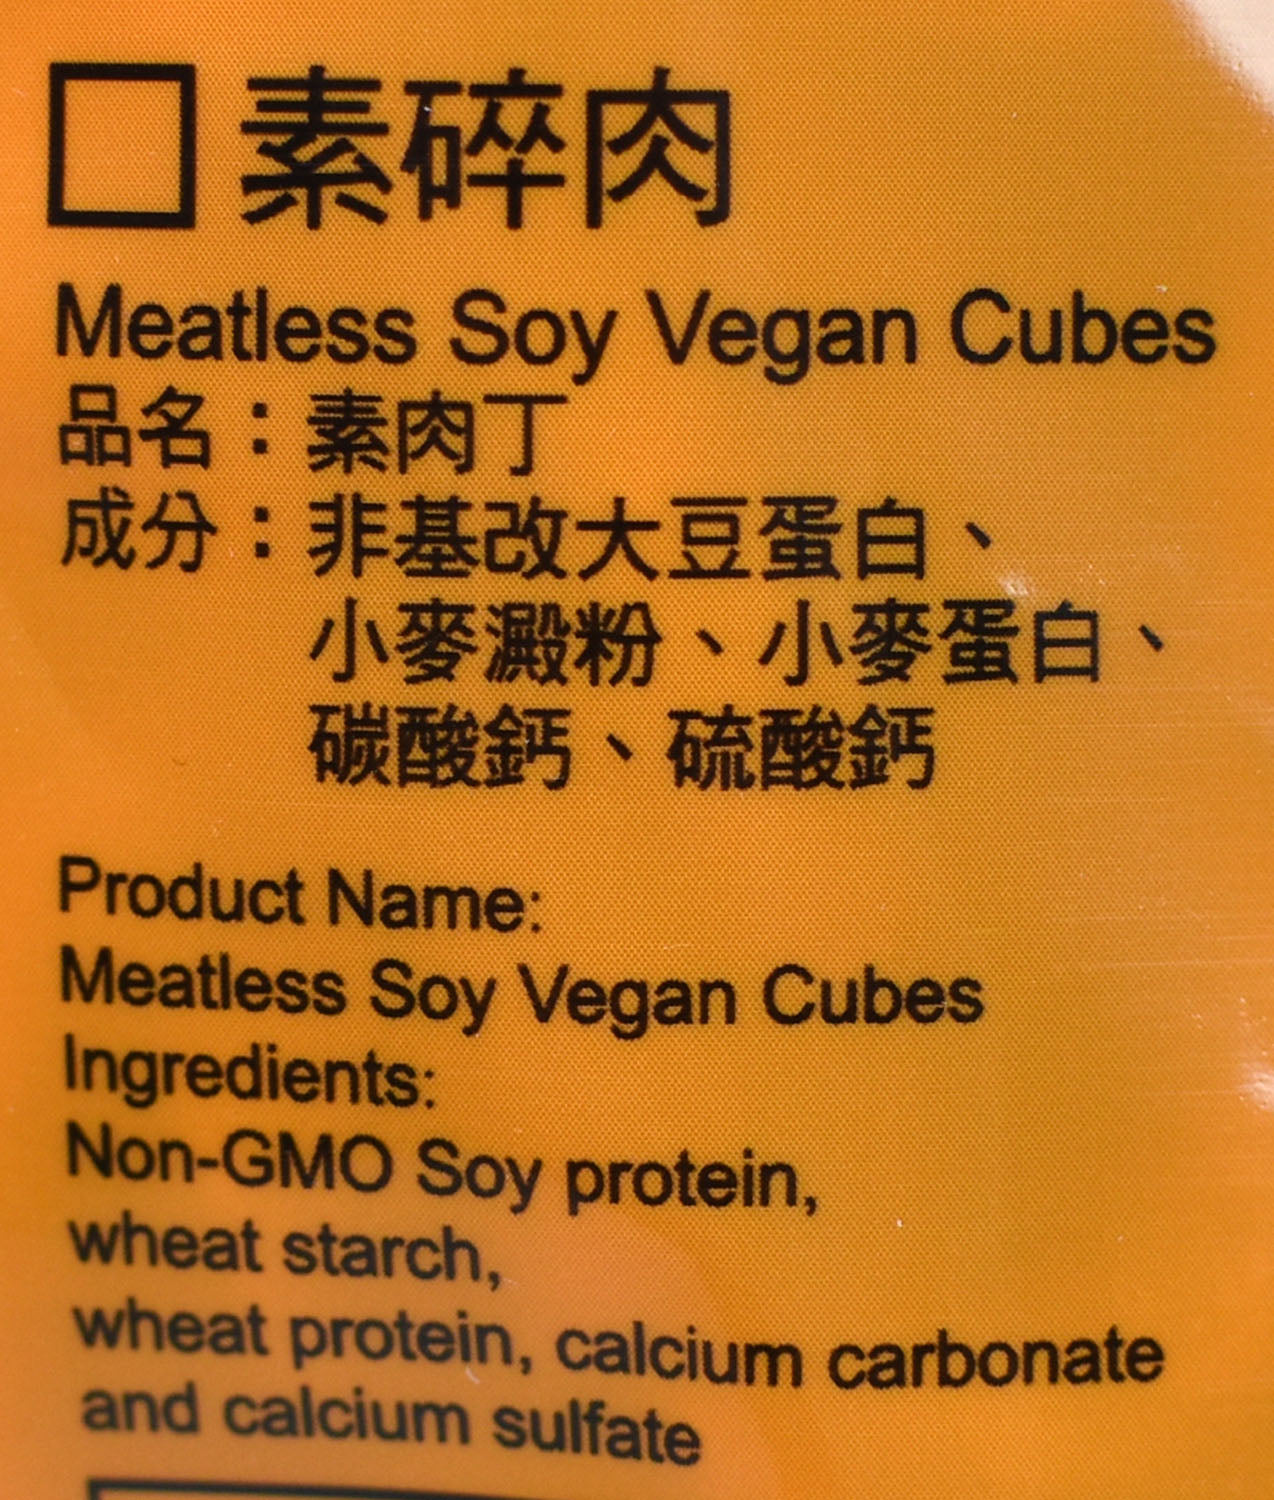 □素碎肉
Meatless Soy Vegan Cubes
品名：素肉丁
成分：非基改大豆蛋白、
小麥澱粉、小麥蛋白、
碳酸鈣、硫酸鈣
Product Name:
Meatless Soy Vegan Cubes
Ingredients:
Non-GMO Soy protein,
wheat starch,
wheat protein, calcium carbonate
and calcium sulfate